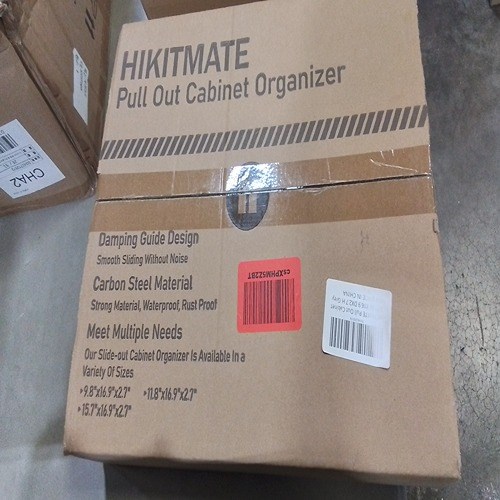 HIKITMATE
Pull Out Cabinet Organizer
Damping Guide Design
Smooth Sliding Without Noise
Carbon Steel Material
Strong Material, Waterproof, Rust Proof
Meet Multiple Needs
Our Slide-out Cabinet Organizer Is Available In a
Variety Of Sizes
▸9.8"x16.9"x2.7" ▸11.8"x16.9"x2.7"
▸15.7"x16.9"x2.7"
CHA2